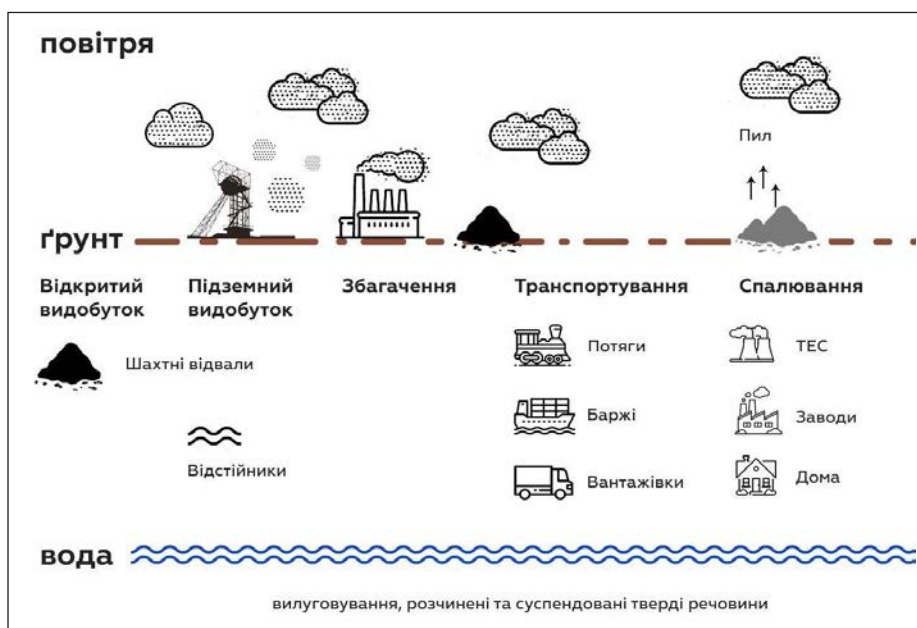 повітря
Пил
ґрунт
Відкритий
видобуток
Підземний
видобуток
Збагачення
Транспортування
Спалювання
Шахтні відвали
Відстійники
Потяги
Баржі
Вантажівки
ТЕС
Заводи
Дома
вода
вилуговування, розчинені та суспендовані тверді речовини